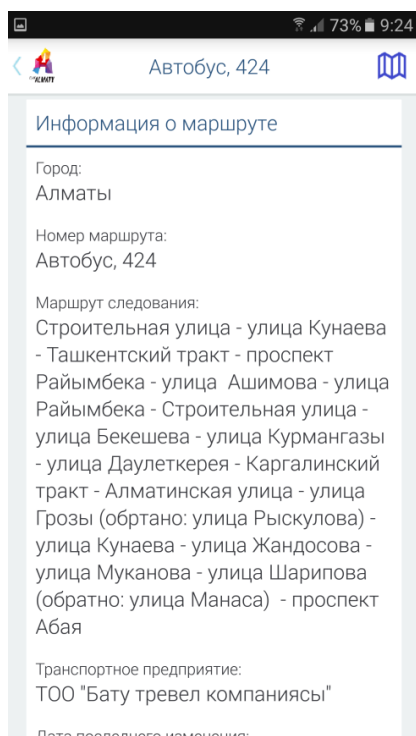 73% 9:24
Автобус, 424
Информация о маршруте
Город:
Алматы
Номер маршрута:
Автобус, 424
Маршрут следования:
Строительная улица - улица Кунаева
- Ташкентский тракт - проспект
Райымбека - улица Ашимова - улица
Райымбека - Строительная улица -
улица Бекешева - улица Курмангазы
- улица Даулеткерея - Каргалинский
тракт - Алматинская улица - улица
Грозы (обртано: улица Рыскулова) -
улица Кунаева - улица Жандосова -
улица Муканова - улица Шарипова
(обратно: улица Манаса) - проспект
Абая
Транспортное предприятие:
ТОО "Бату тревел компаниясы"
Дата последнего изменения: